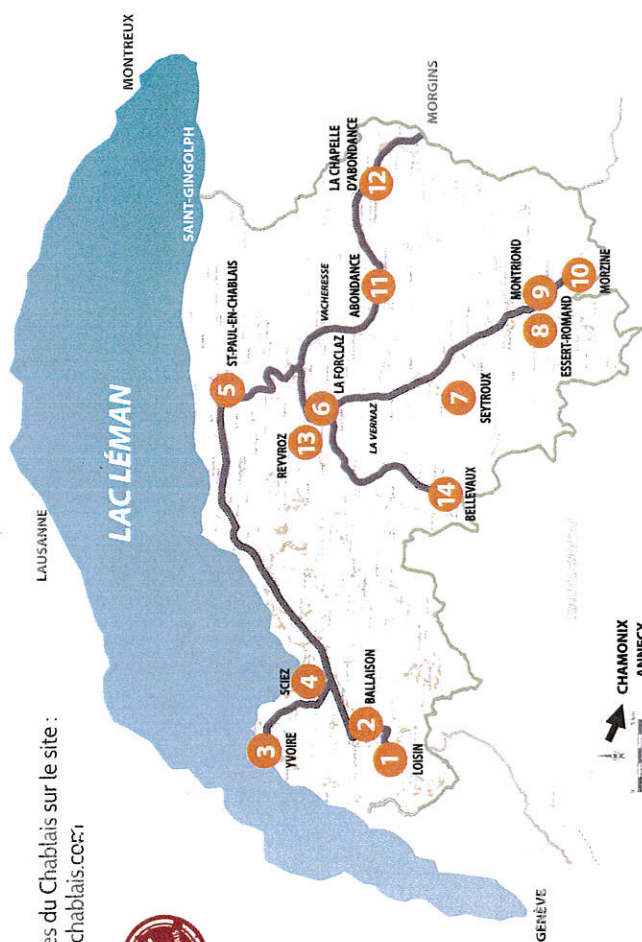 es du Chablais sur le site :
chablais.com
LAUSANNE
MONTREUX
LAC LÉMAN
SAINT-GINGOLPH
GENÈVE
3
YVOIRE
SCIEZ
4
2
BALLAISON
1
LOISIN
5
ST-PAUL-EN-CHABLAIS
VACHERESSE
LA CHAPELLE
D'ABONDANCE
12
MORGINS
ABONDANCE
11
6
LA FORCLAZ
REYVROZ
13
LA VERNAZ
14
BELLEVAUX
7
SEYTROUX
MONTRIOND
9
8
ESSERT-ROMAND
10
MORZINE
CHAMONIX
ANNECY